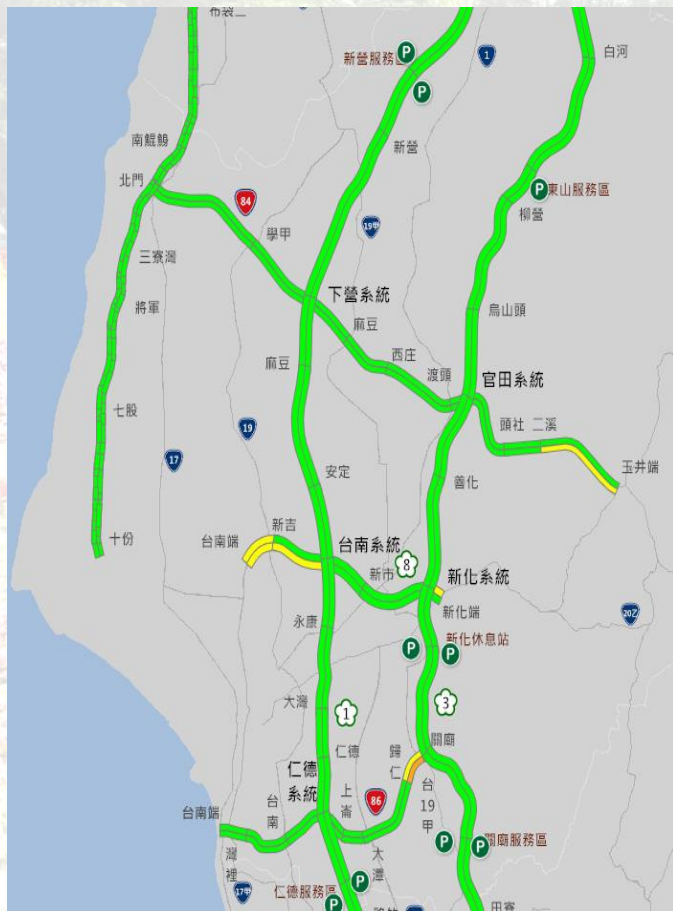 布袋二
新營服務區
P
P
1
白河
南鯤鯓
新營
北門
84
P
東山服務區
柳營
學甲
19甲
三寮灣
下營系統
將軍
麻豆
烏山頭
麻豆
西庄
渡頭
官田系統
七股
19
頭社
二溪
17
玉井端
安定
善化
新吉
十份
台南端
台南系統
8
新市
新化系統
新化端
20乙
永康
P
新化休息站
P
大灣
1
3
關廟
仁德
歸仁
仁德
系統
上崙
86
台19甲
台南端
台南
P
關廟服務區
P
大潭
灣裡
17甲
仁德服務區
P
P
田寮